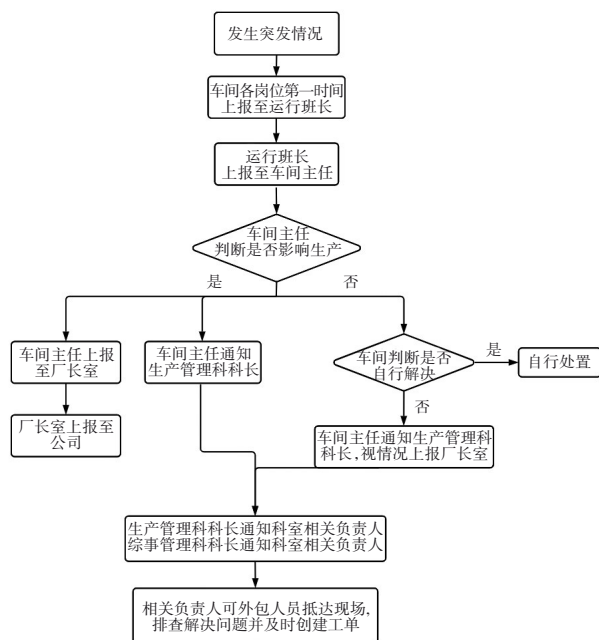 发生突发情况
车间各岗位第一时间
上报至运行班长
运行班长
上报至车间主任
车间主任
判断是否影响生产
是
否
车间主任上报
至厂长室
车间主任通知
生产管理科科长
车间判断是否
自行解决
是
自行处置
厂长室上报至
公司
否
车间主任通知生产管理科
科长,视情况上报厂长室
生产管理科科长通知科室相关负责人
综事管理科科长通知科室相关负责人
相关负责人可外包人员抵达现场,
排查解决问题并及时创建工单